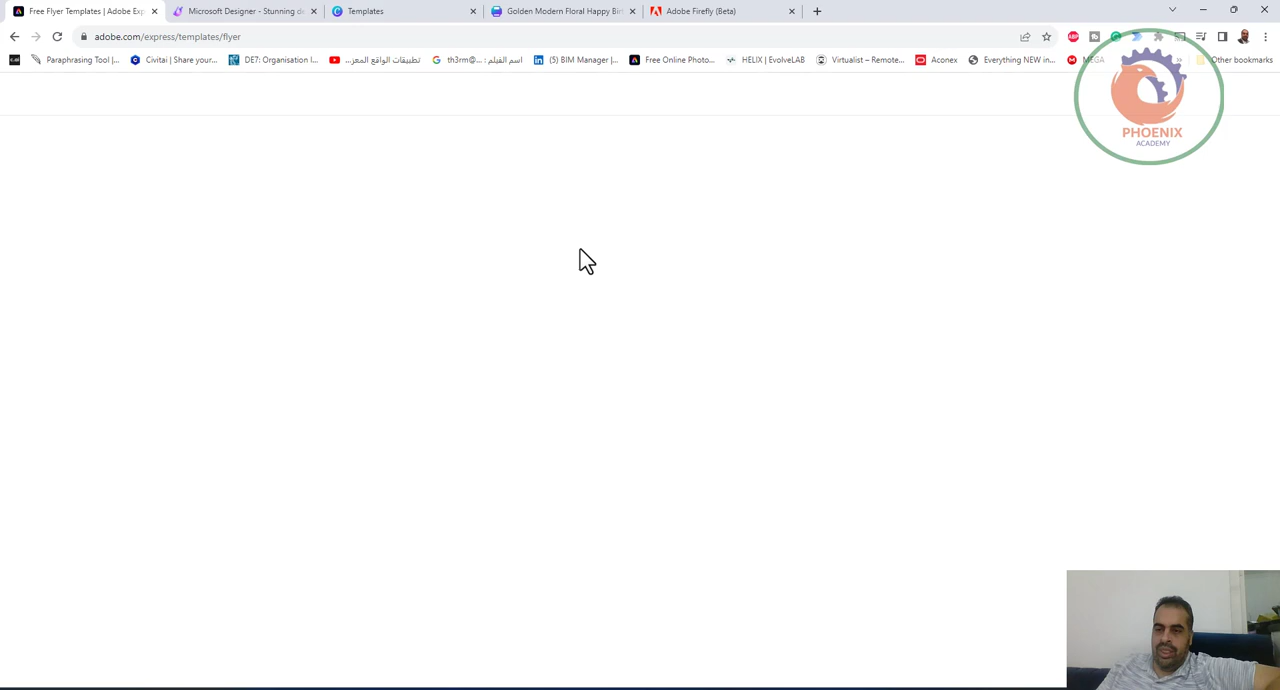 Free Flyer Templates | Adobe Exp
Microsoft Designer - Stunning de
Templates
Golden Modern Floral Happy Birt
Adobe Firefly (Beta)
adobe.com/express/templates/flyer
Paraphrasing Tool |...
Civitai | Share your...
DE7: Organisation I...
تطبيقات الواقع المعز...
اسم الفيلم : ...@th3rm
(5) BIM Manager |...
Free Online Photo...
HELIX | EvolveLAB
Virtualist – Remote...
Aconex
Everything NEW in...
MEGA
Other bookmarks
PHOENIX
ACADEMY